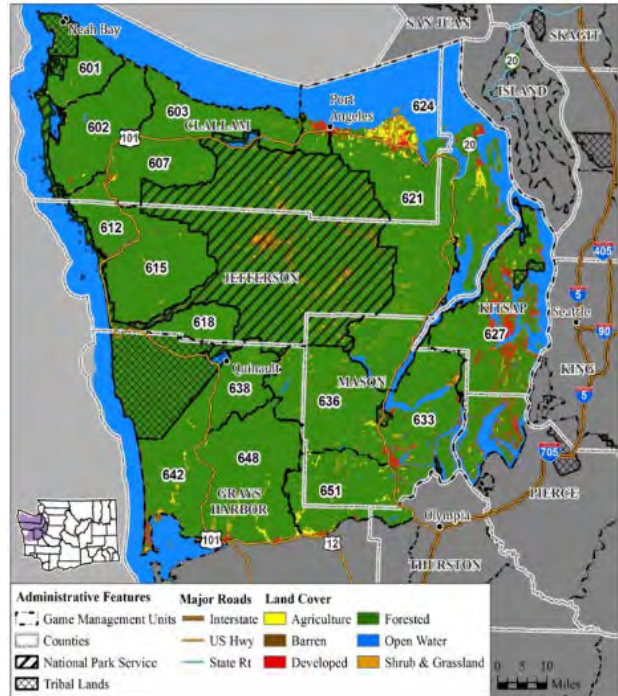 SAN JUAN
SKAGIT
Neah Bay
20
601
ISLAND
603
Port
Angeles
624
602
CLALLAM
101
20
607
621
612
405
615
JEFFERSON
5
KITSAP
Seattle
618
627
90
KING
Quinault
MASON
638
636
5
633
705
642
648
651
PIERCE
GRAYS
HARBOR
Olympia
101
12
THURSTON
Administrative Features
Game Management Units
Counties
National Park Service
Tribal Lands
Major Roads
Interstate
US Hwy
State Rt
Land Cover
Agriculture
Barren
Developed
Forested
Open Water
Shrub & Grassland
0 5 10
Miles